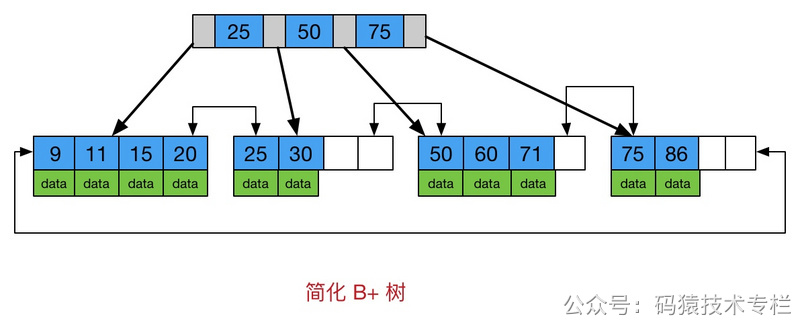 25 50 75
9 11 15 20 25 30 50 60 71 75 86
data data data data data data data data data data data
简化 B+ 树
公众号：码猿技术专栏